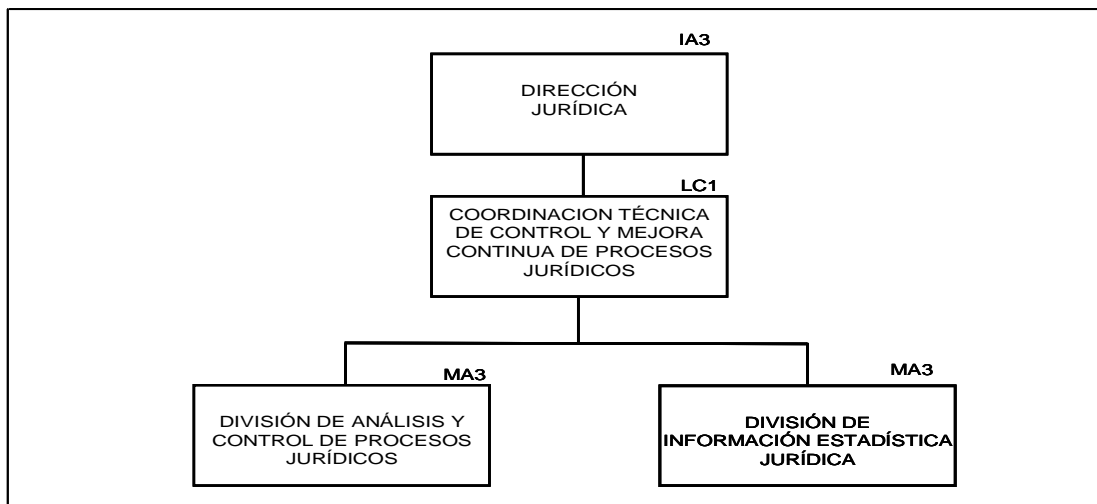 IA3
DIRECCIÓN
JURÍDICA
LC1
COORDINACION TÉCNICA
DE CONTROL Y MEJORA
CONTINUA DE PROCESOS
JURÍDICOS
MA3
DIVISIÓN DE ANÁLISIS Y
CONTROL DE PROCESOS
JURÍDICOS
MA3
DIVISIÓN DE
INFORMACIÓN ESTADÍSTICA
JURÍDICA